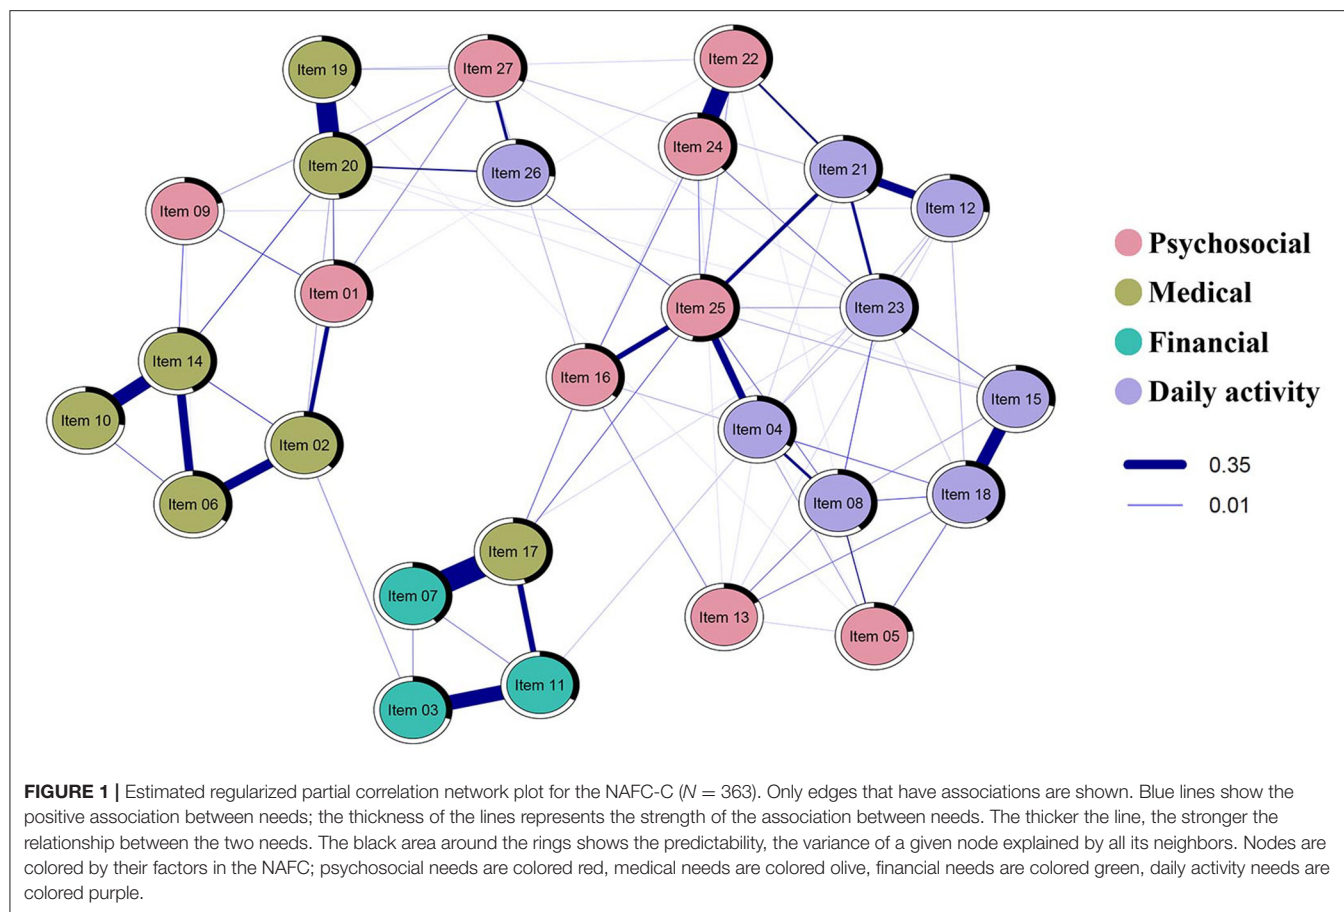 Item 22
Item 19
Item 27
Item 24
Item 20
Item 21
Item 26
Item 09
Item 12
Item 01
Item 25
Item 23
Item 14
Item 16
Item 15
Item 10
Item 04
Item 02
Item 18
Item 06
Item 08
Item 17
Item 07
Item 13
Item 05
Item 11
Item 03
Psychosocial
Medical
Financial
Daily activity
0.35
0.01
FIGURE 1 | Estimated regularized partial correlation network plot for the NAFC-C (N = 363). Only edges that have associations are shown. Blue lines show the
positive association between needs; the thickness of the lines represents the strength of the association between needs. The thicker the line, the stronger the
relationship between the two needs. The black area around the rings shows the predictability, the variance of a given node explained by all its neighbors. Nodes are
colored by their factors in the NAFC; psychosocial needs are colored red, medical needs are colored olive, financial needs are colored green, daily activity needs are
colored purple.